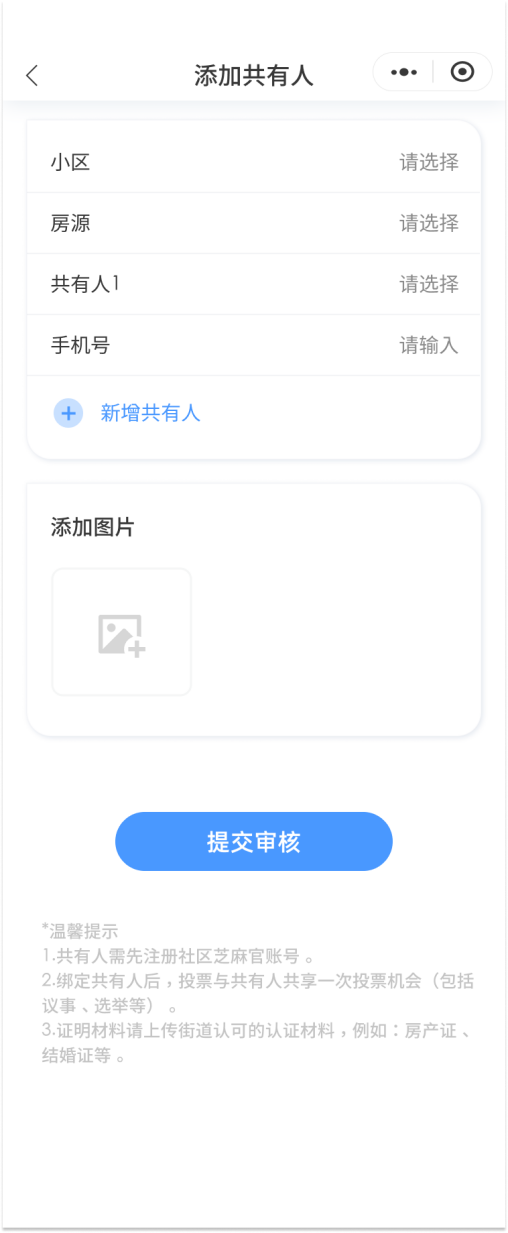 添加共有人
小区 请选择
房源 请选择
共有人1 请选择
手机号 请输入
新增共有人
添加图片
提交审核
*温馨提示
1.共有人需先注册社区芝麻官账号。
2.绑定共有人后，投票与共有人共享一次投票机会（包括
议事、选举等）。
3.证明材料请上传街道认可的认证材料，例如：房产证、
结婚证等。